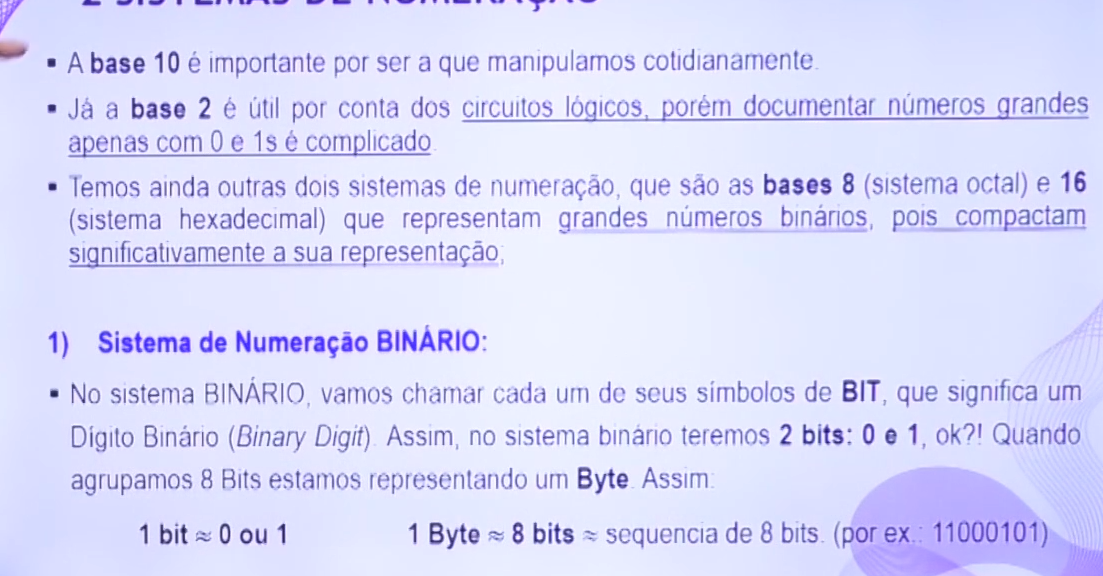 2 SISTEMAS DE NUMERAÇÃO
▪ A base 10 é importante por ser a que manipulamos cotidianamente.
▪ Já a base 2 é útil por conta dos circuitos lógicos, porém documentar números grandes
apenas com 0 e 1s é complicado.
▪ Temos ainda outras dois sistemas de numeração, que são as bases 8 (sistema octal) e 16
(sistema hexadecimal) que representam grandes números binários, pois compactam
significativamente a sua representação;
1) Sistema de Numeração BINÁRIO:
▪ No sistema BINÁRIO, vamos chamar cada um de seus símbolos de BIT, que significa um
Dígito Binário (Binary Digit). Assim, no sistema binário teremos 2 bits: 0 e 1, ok?! Quando
agrupamos 8 Bits estamos representando um Byte. Assim:
1 bit ≈ 0 ou 1 1 Byte ≈ 8 bits ≈ sequencia de 8 bits. (por ex.: 11000101)